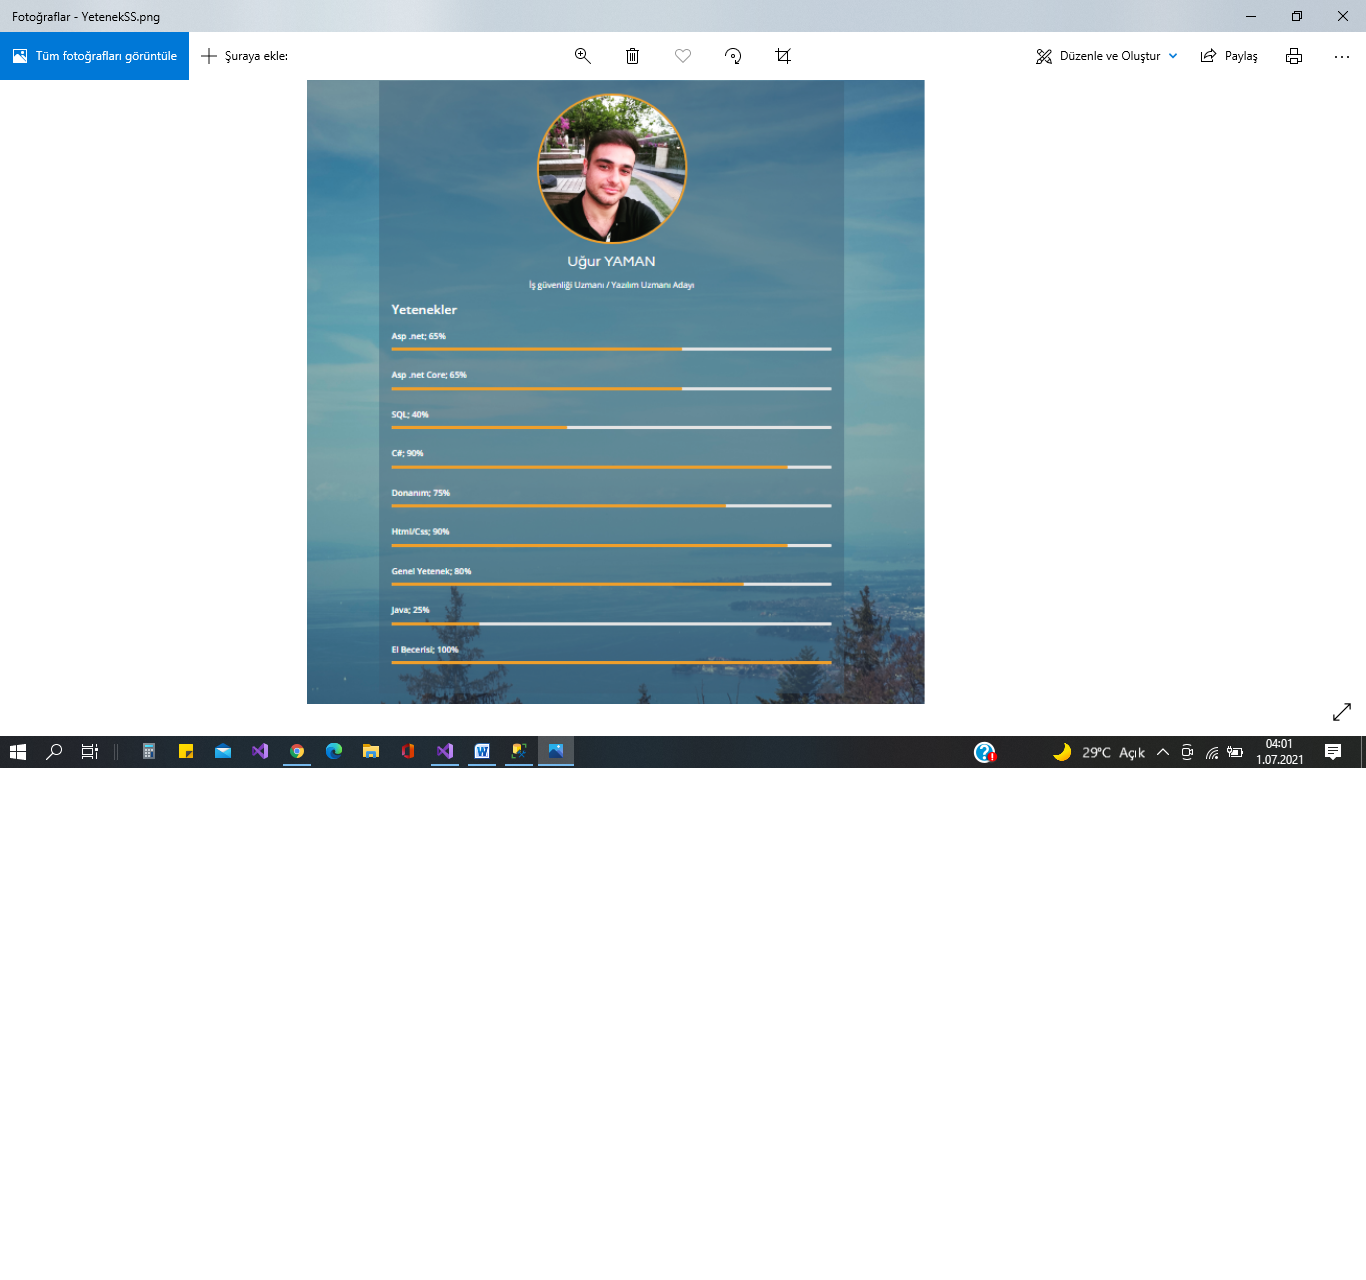 Fotoğraflar - YetenekSS.png
Tüm fotoğrafları görüntüle
Şuraya ekle:
Düzenle ve Oluştur
Paylaş
Uğur YAMAN
İş güvenliği Uzmanı / Yazılım Uzmanı Adayı
Yetenekler
Asp .net; 65%
Asp .net Core; 65%
SQL; 40%
C#; 90%
Donanım; 75%
Html/Css; 90%
Genel Yetenek; 80%
Java; 25%
El Becerisi; 100%
29°C Açık
04:01
1.07.2021